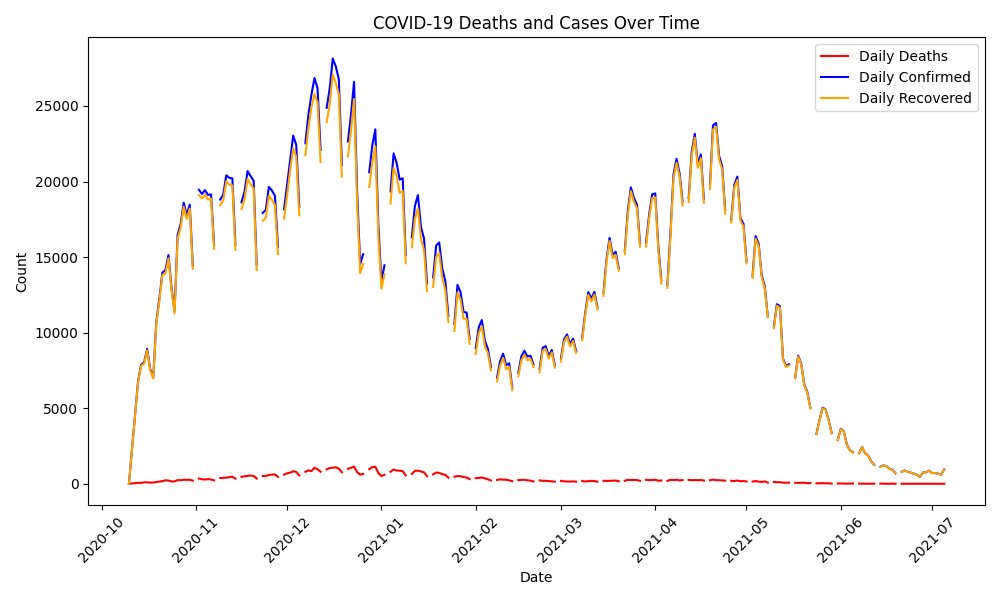 COVID-19 Deaths and Cases Over Time
Daily Deaths
Daily Confirmed
Daily Recovered
Count
25000
20000
15000
10000
5000
0
2020-10
2020-11
2020-12
2021-01
2021-02
2021-03
2021-04
2021-05
2021-06
2021-07
Date